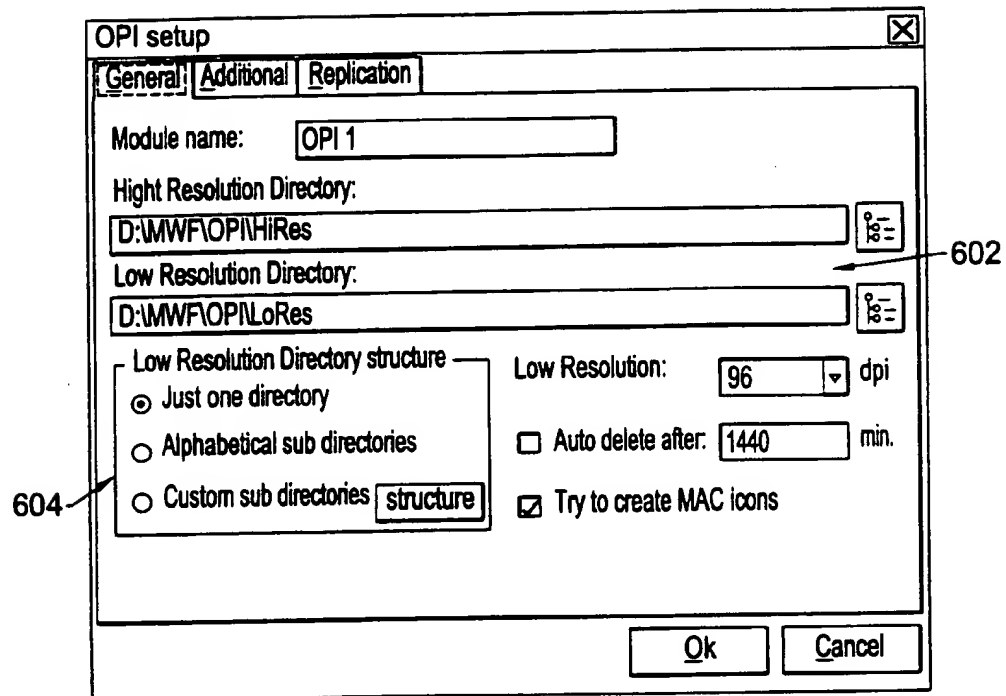 OPI setup
General Additional Replication
Module name: OPI 1
Hight Resolution Directory:
D:\MWF\OPI\HiRes
602
Low Resolution Directory:
D:\MWF\OPI\LoRes
Low Resolution Directory structure
Low Resolution: 96 dpi
Just one directory
Alphabetical sub directories
Auto delete after: 1440 min.
604
Custom sub directories structure
Try to create MAC icons
Ok Cancel